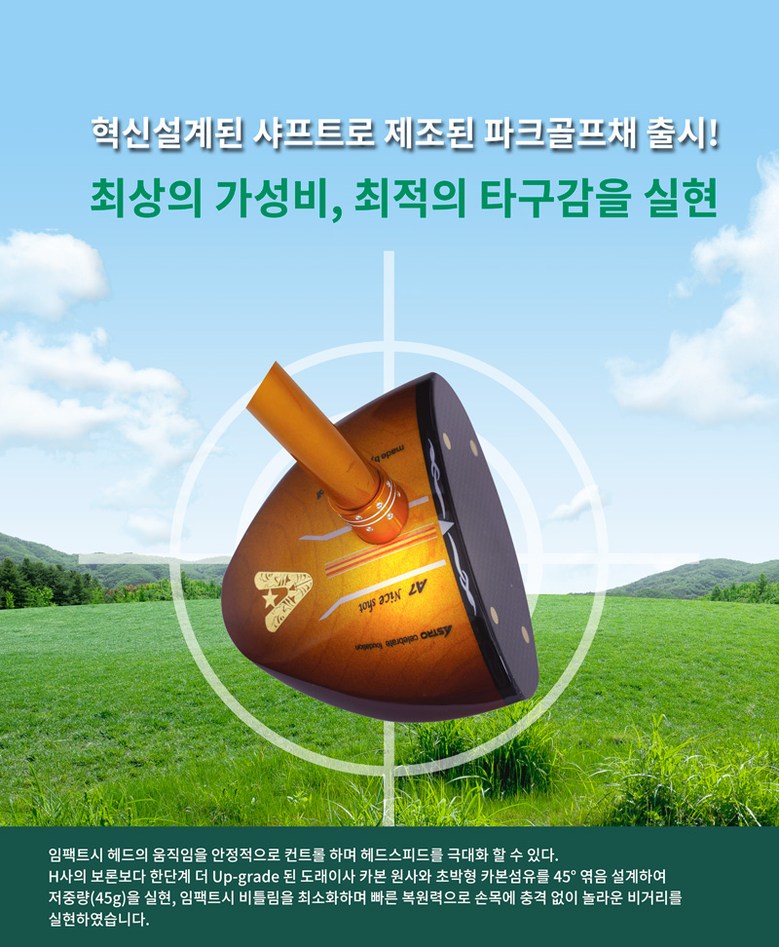 혁신설계된 샤프트로 제조된 파크골프채 출시!
최상의 가성비, 최적의 타구감을 실현
made by
A7 Nice shot
ASTRO celebrate
임팩트시 헤드의 움직임을 안정적으로 컨트롤 하며 헤드스피드를 극대화 할 수 있다.
H사의 보론보다 한단계 더 Up-grade 된 도래이사 카본 원사와 초박형 카본섬유를 45° 엮음 설계하여
저중량(45g)을 실현, 임팩트시 비틀림을 최소화하며 빠른 복원력으로 손목에 충격 없이 놀라운 비거리를
실현하였습니다.